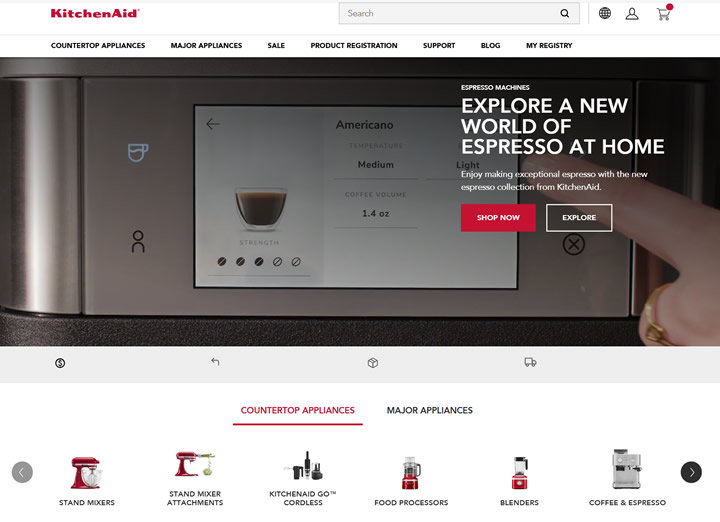 KitchenAid
Search
COUNTERTOP APPLIANCES
MAJOR APPLIANCES
SALE
PRODUCT REGISTRATION
SUPPORT
BLOG
MY REGISTRY
ESPRESSO MACHINES
EXPLORE A NEW
WORLD OF
ESPRESSO AT HOME
Enjoy making exceptional espresso with the new
espresso collection from KitchenAid.
SHOP NOW
EXPLORE
Americano
TEMPERATURE
Medium
Light
COFFEE VOLUME
1.4 oz
STRENGTH
COUNTERTOP APPLIANCES
MAJOR APPLIANCES
STAND MIXERS
STAND MIXER
ATTACHMENTS
KITCHENAID GO™
CORDLESS
FOOD PROCESSORS
BLENDERS
COFFEE & ESPRESSO